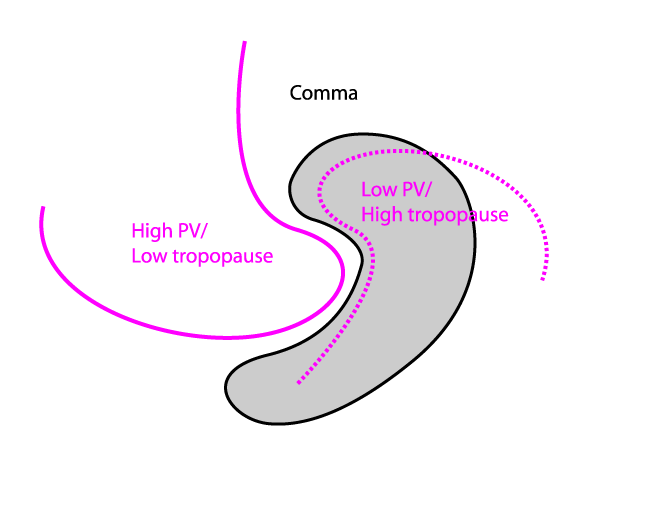 Comma
Low PV/
High tropopause
High PV/
Low tropopause